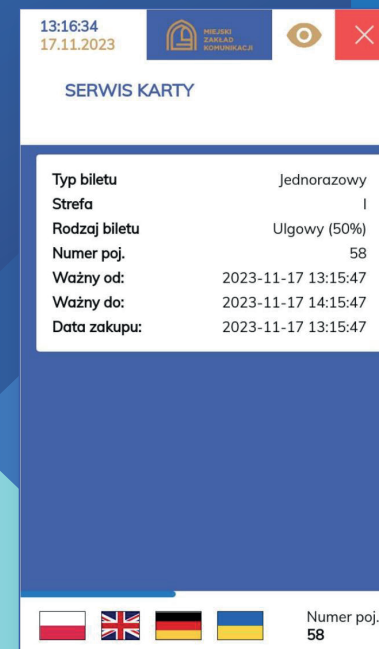 13:16:34
17.11.2023
MIEJSKI
ZAKŁAD
KOMUNIKACJI
SERWIS KARTY
Typ biletu Jednorazowy
Strefa I
Rodzaj biletu Ulgowy (50%)
Numer poj. 58
Ważny od: 2023-11-17 13:15:47
Ważny do: 2023-11-17 14:15:47
Data zakupu: 2023-11-17 13:15:47
Numer poj.
58